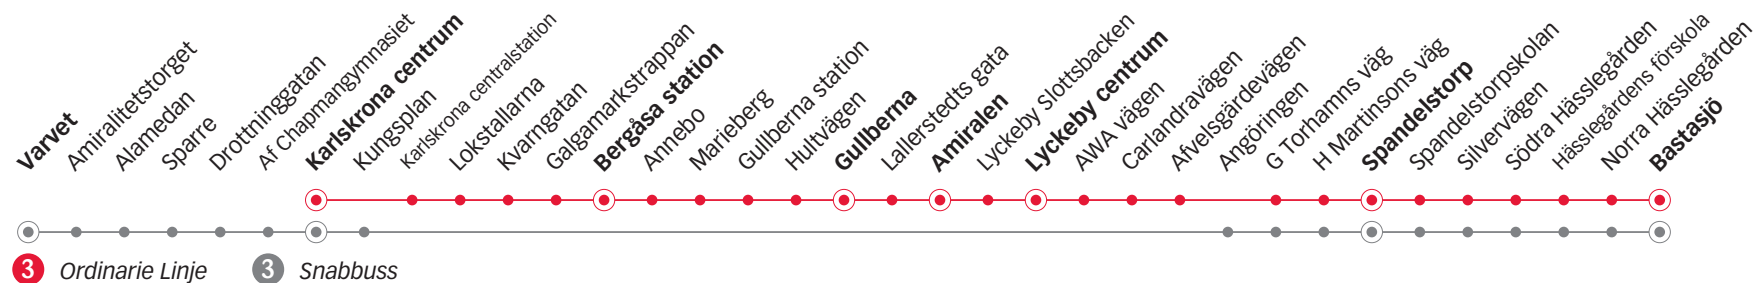 Varvet
Amiralitetstorget
Alamedan
Sparre
Drottninggatan
Af Chapmangymnasiet
Karlskrona centrum
Kungsplan
Karlskrona centralstation
Lokstallarna
Kvarngatan
Galgamarkstrappan
Bergåsa station
Annebo
Marieberg
Gullberna station
Hultvägen
Gullberna
Lallerstedts gata
Amiralen
Lyckeby Slottsbacken
Lyckeby centrum
AWA vägen
Carlandravägen
Afvelsgärdevägen
Angöringen
G Torhamns väg
H Martinsons väg
Spandelstorp
Spandelstorpskolan
Silvervägen
Södra Hässlegården
Hässlegårdens förskola
Norra Hässlegården
Bastasjö
3 Ordinarie Linje
3 Snabbuss